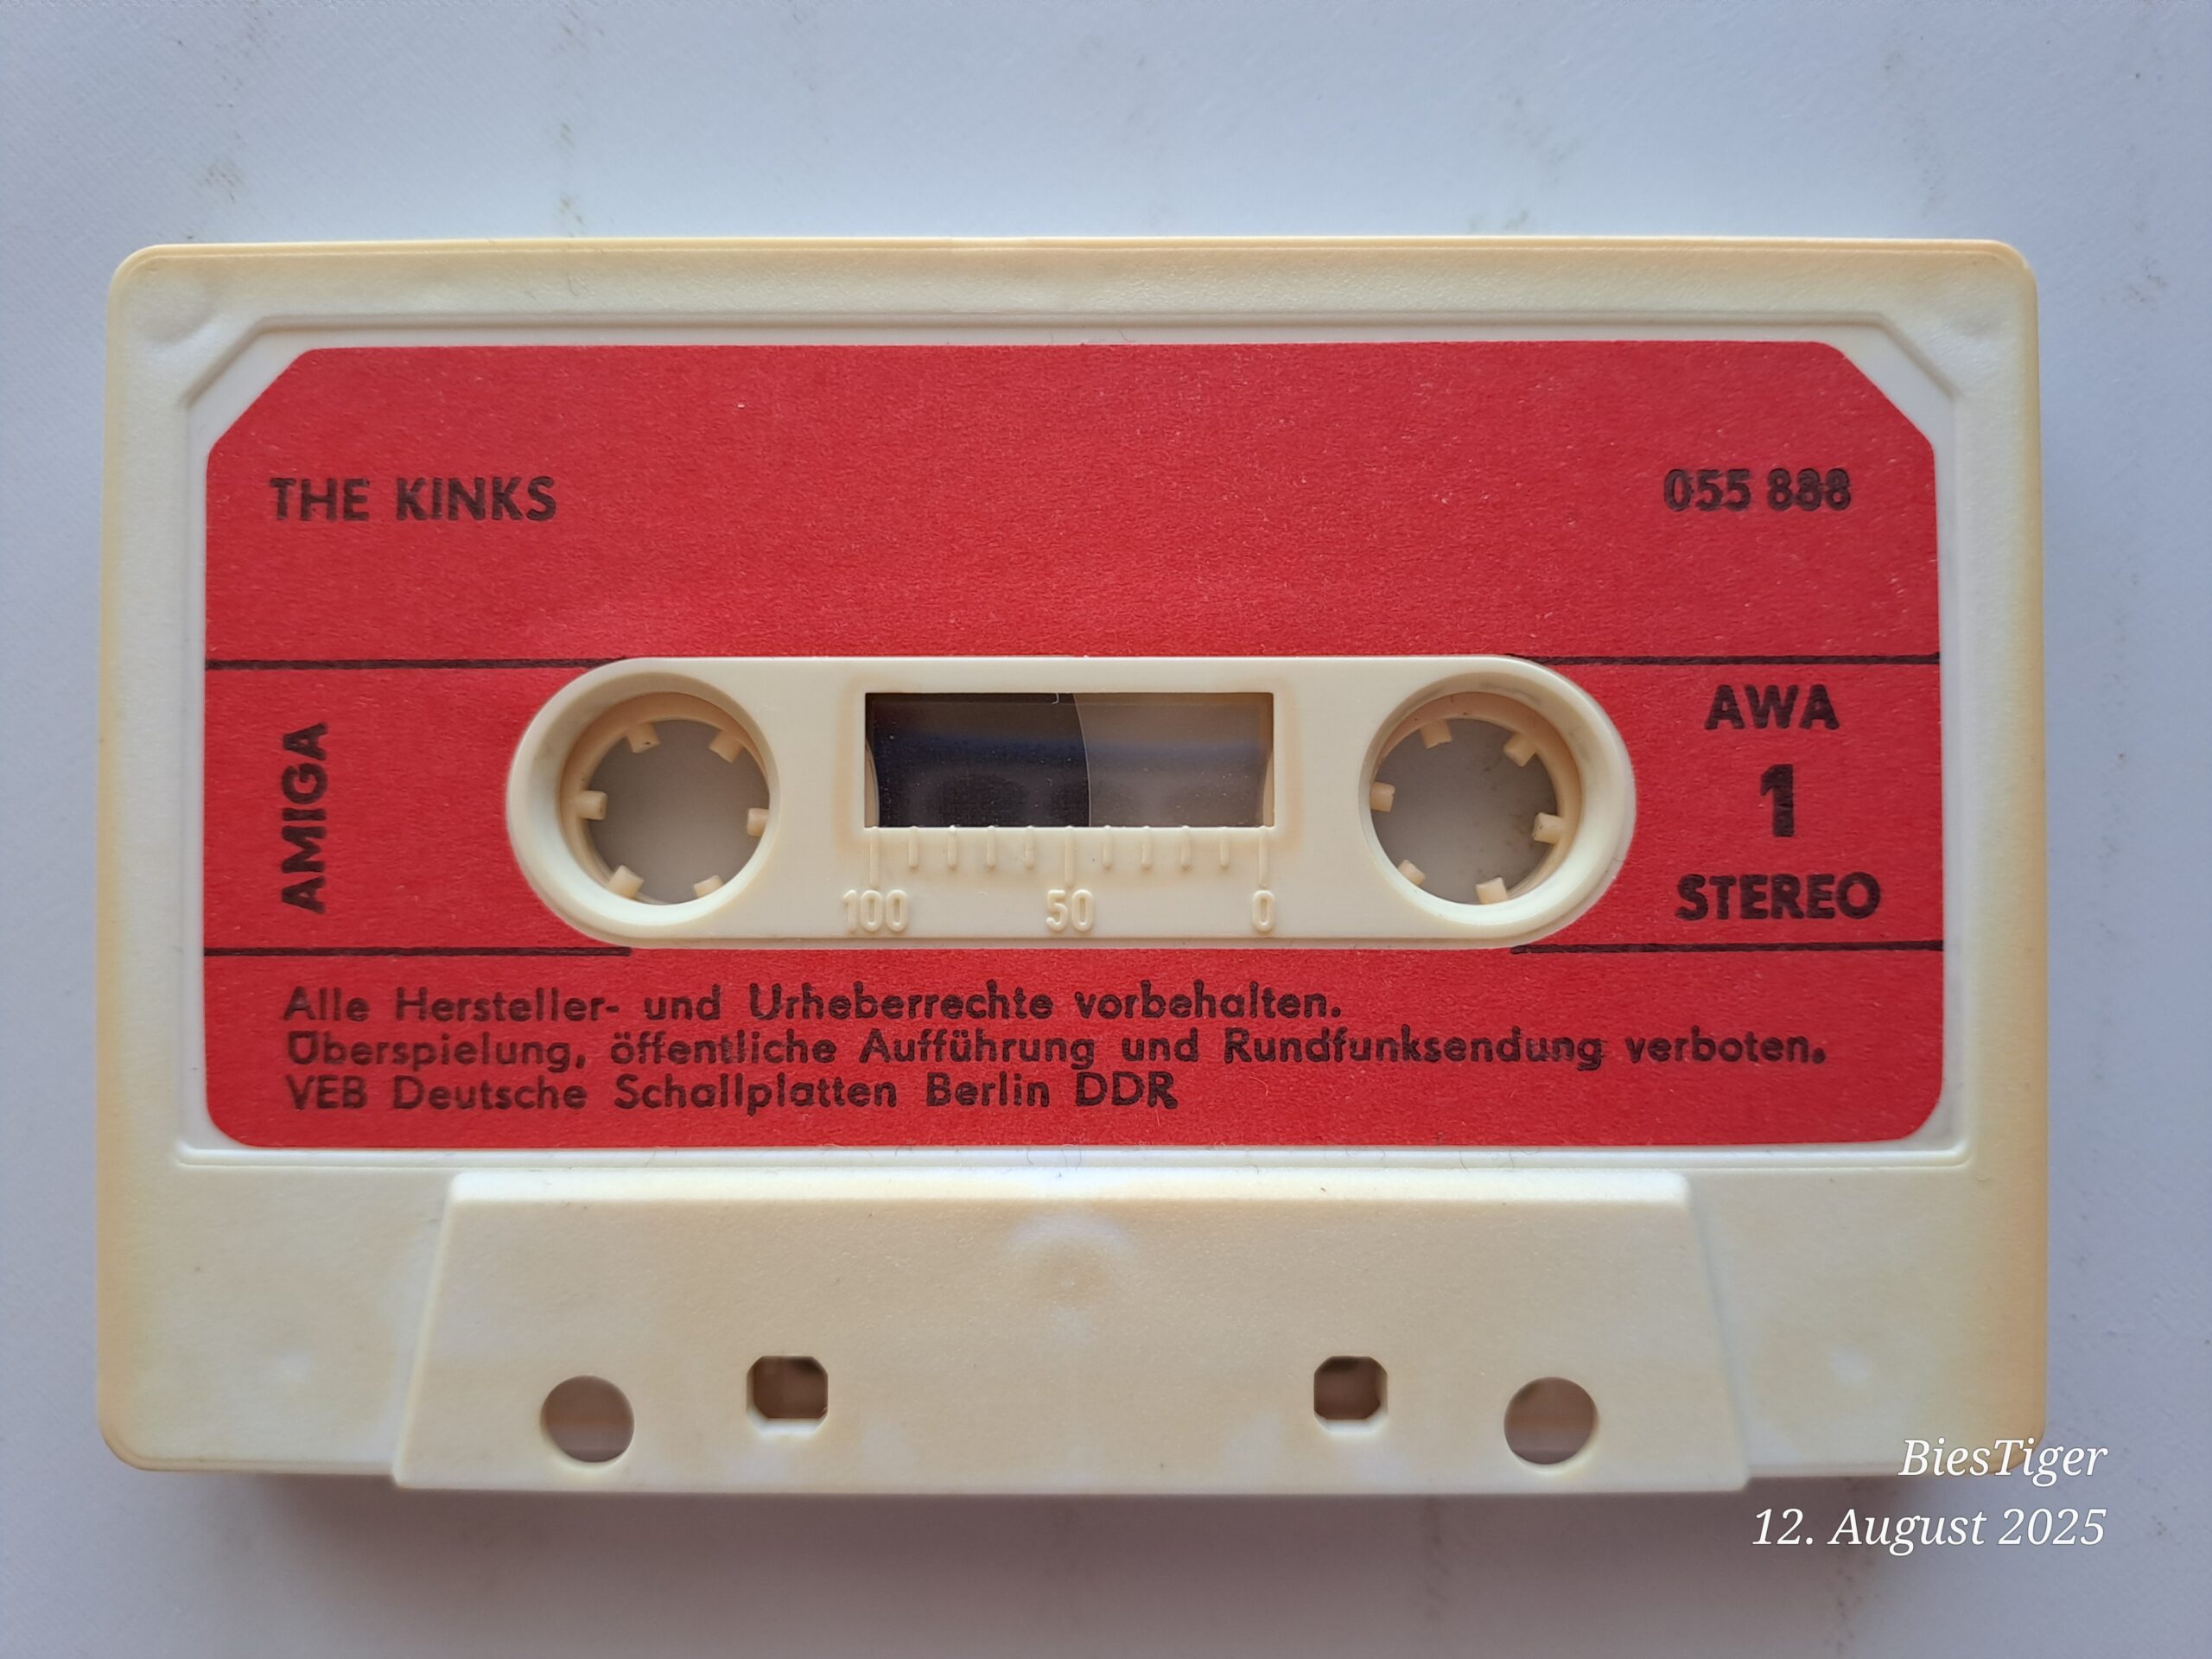 THE KINKS
055 888
AMIGA
AWA
1
STEREO
100 50 0
Alle Hersteller- und Urheberrechte vorbehalten.
Überspielung, öffentliche Aufführung und Rundfunksendung verboten.
VEB Deutsche Schallplatten Berlin DDR
BiesTiger
12. August 2025